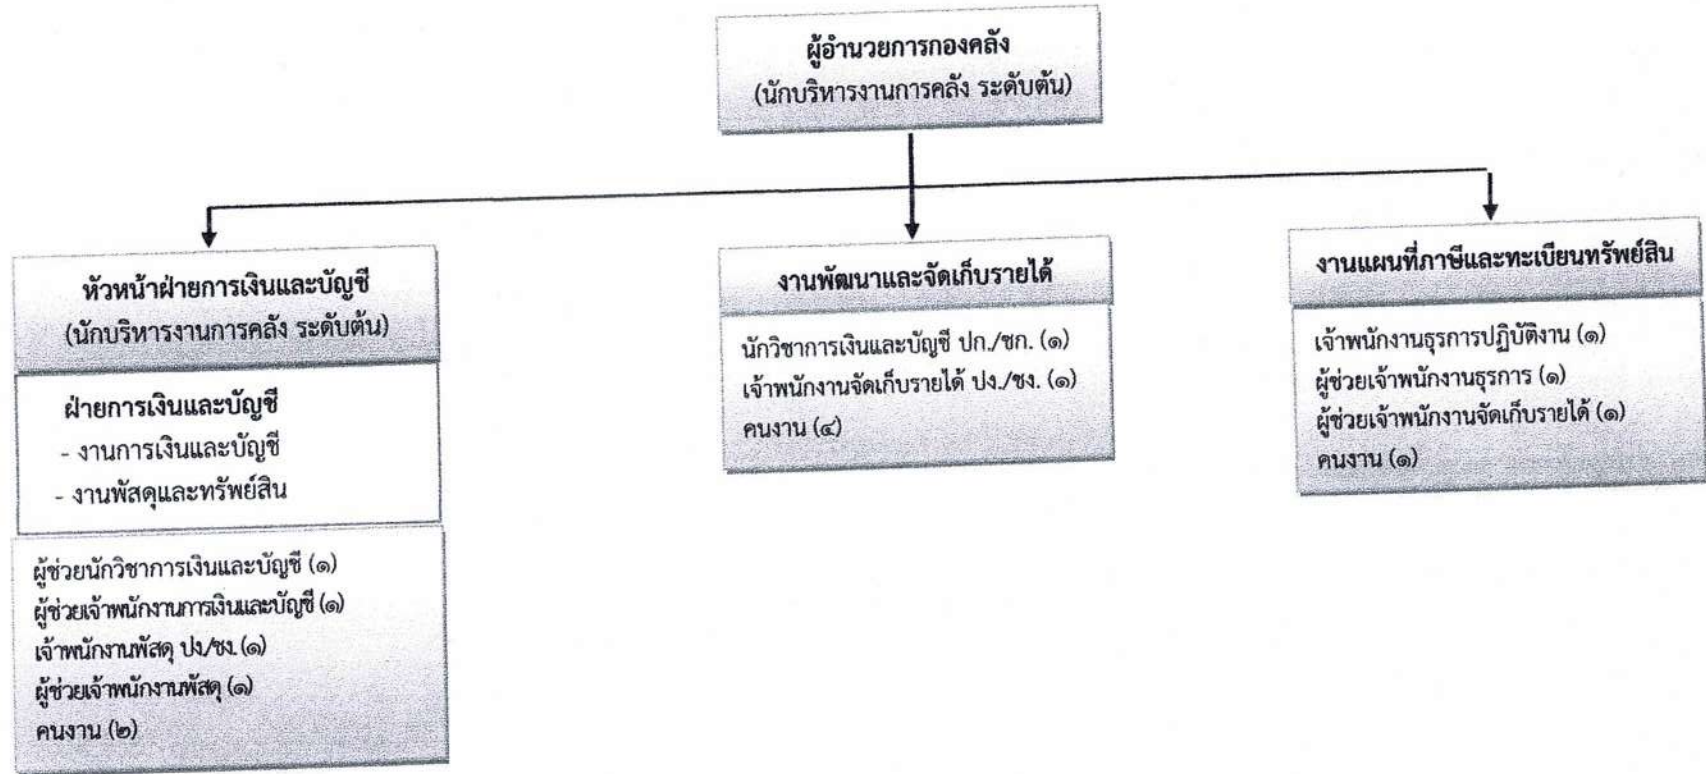 ผู้อำนวยการกองคลัง
(นักบริหารงานการคลัง ระดับต้น)
หัวหน้าฝ่ายการเงินและบัญชี
(นักบริหารงานการคลัง ระดับต้น)
ฝ่ายการเงินและบัญชี
- งานการเงินและบัญชี
- งานพัสดุและทรัพย์สิน
ผู้ช่วยนักวิชาการเงินและบัญชี (๑)
ผู้ช่วยเจ้าพนักงานการเงินและบัญชี (๑)
เจ้าพนักงานพัสดุ ปง./ชง. (๑)
ผู้ช่วยเจ้าพนักงานพัสดุ (๑)
คนงาน (๒)
งานพัฒนาและจัดเก็บรายได้
นักวิชาการเงินและบัญชี ปก./ชก. (๑)
เจ้าพนักงานจัดเก็บรายได้ ปง./ชง. (๑)
คนงาน (๔)
งานแผนที่ภาษีและทะเบียนทรัพย์สิน
เจ้าพนักงานธุรการปฏิบัติงาน (๑)
ผู้ช่วยเจ้าพนักงานธุรการ (๑)
ผู้ช่วยเจ้าพนักงานจัดเก็บรายได้ (๑)
คนงาน (๑)